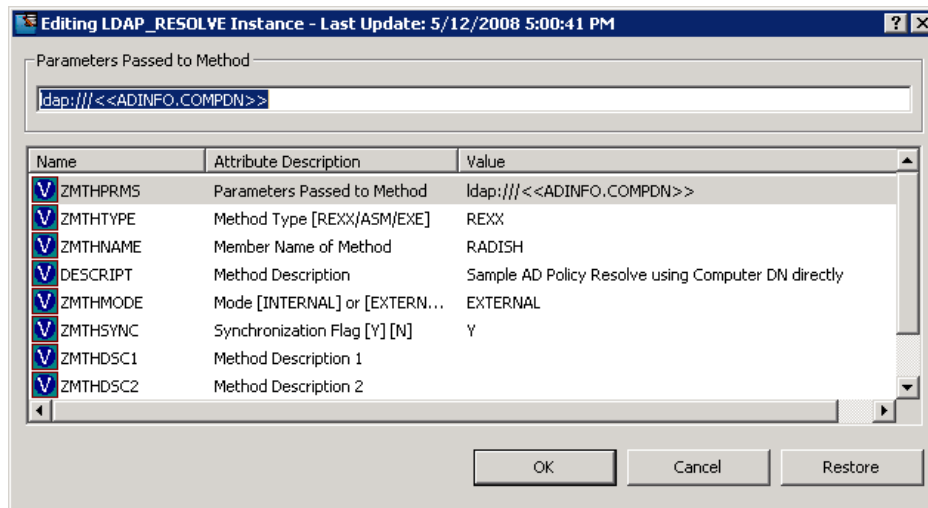 Editing LDAP_RESOLVE Instance - Last Update: 5/12/2008 5:00:41 PM
Parameters Passed to Method
ldap:///<<ADINFO.COMPDN>>
Name Attribute Description Value
V ZMTHPRMS Parameters Passed to Method ldap:///<<ADINFO.COMPDN>>
V ZMTHTYPE Method Type [REXX/ASM/EXE] REXX
V ZMTHNAME Member Name of Method RADISH
V DESCRIPT Method Description Sample AD Policy Resolve using Computer DN directly
V ZMTHMODE Mode [INTERNAL] or [EXTERN... EXTERNAL
V ZMTHSYNC Synchronization Flag [Y] [N] Y
V ZMTHDSC1 Method Description 1
V ZMTHDSC2 Method Description 2
OK Cancel Restore